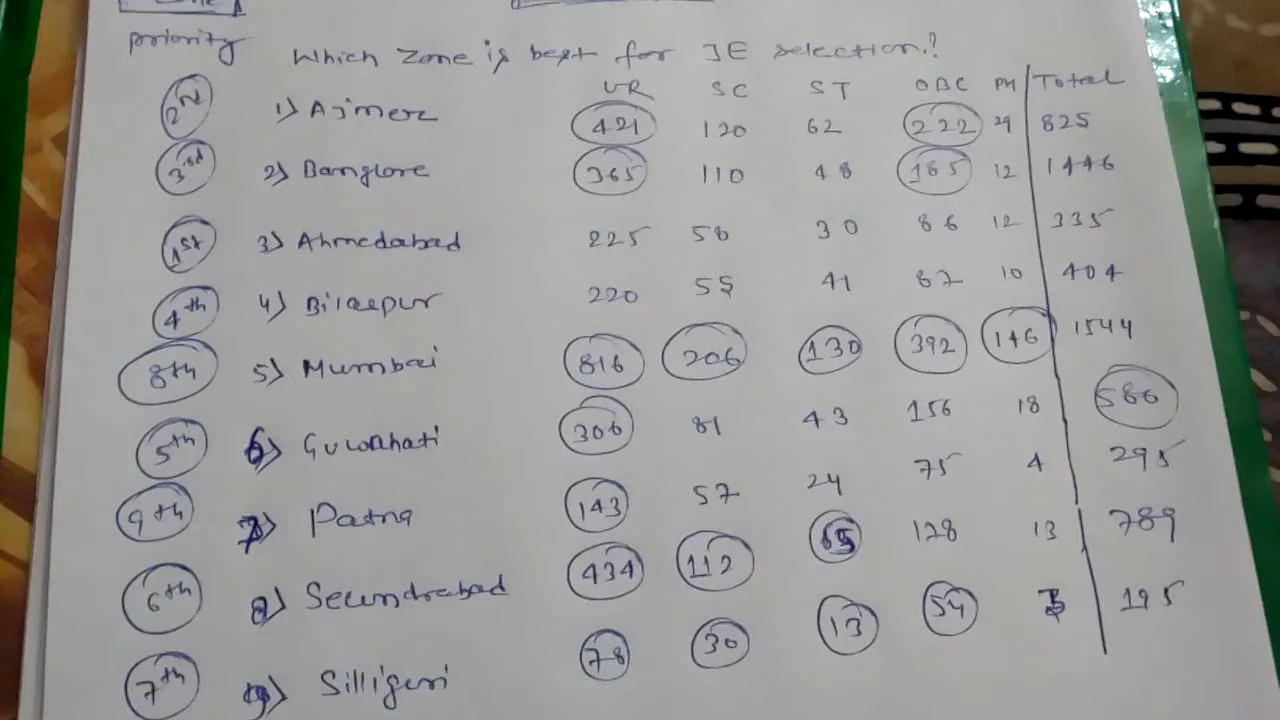 priority Which Zone is best for JE selection.?
UR SC ST OBC PH Total
2nd 1) Ajmer 421 120 62 222 29 825
3rd 2) Banglore 365 110 48 185 12 1446
1st 3) Ahmedabad 225 58 30 86 12 335
4th 4) Bilaspur 220 55 41 87 10 404
8th 5) Mumbai 816 206 130 392 146 1544
5th 6) Guwahati 306 81 43 156 18 586
9th 7) Patna 143 57 24 75 4 295
6th 8) Secundrabad 434 112 65 128 13 789
7th 9) Silliguri 78 30 13 54 195